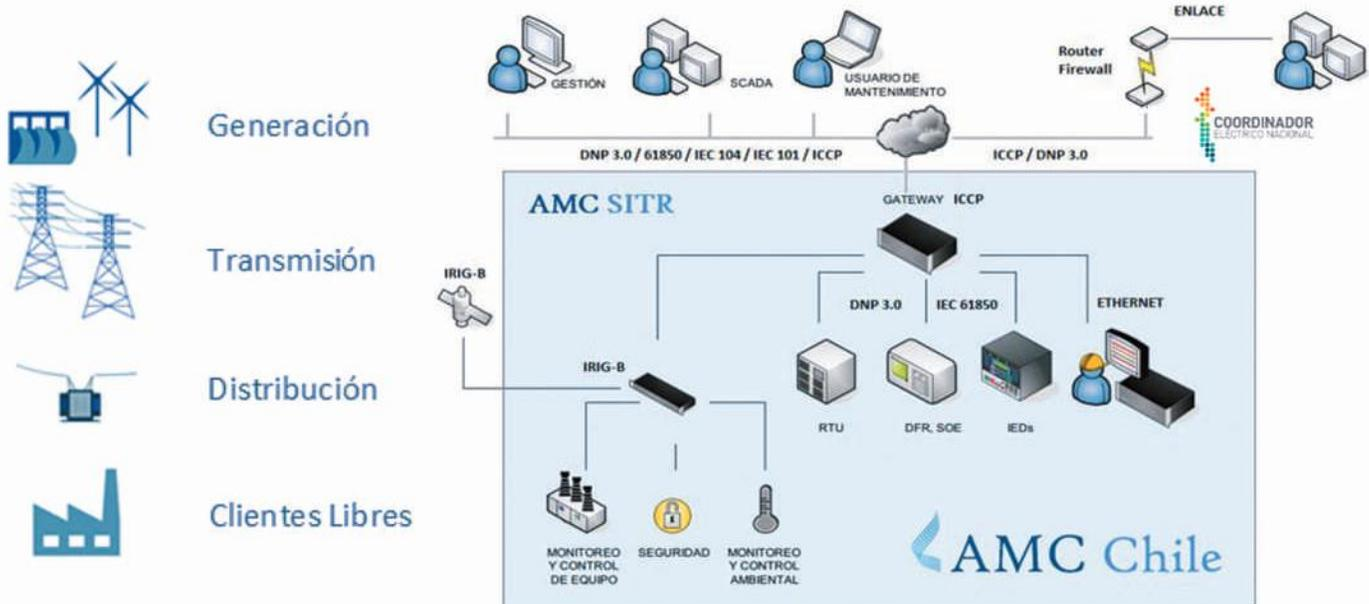 Generación
Transmisión
Distribución
Clientes Libres
GESTIÓN
SCADA
USUARIO DE
MANTENIMIENTO
Router
Firewall
ENLACE
COORDINADOR
ELÉCTRICO NACIONAL
DNP 3.0 / 61850 / IEC 104 / IEC 101 / ICCP
ICCP / DNP 3.0
AMC SITR
GATEWAY ICCP
IRIG-B
DNP 3.0
IEC 61850
ETHERNET
IRIG-B
RTU
DFR, SOE
IEDs
MONITOREO
Y CONTROL
DE EQUIPO
SEGURIDAD
MONITOREO
Y CONTROL
AMBIENTAL
AMC Chile